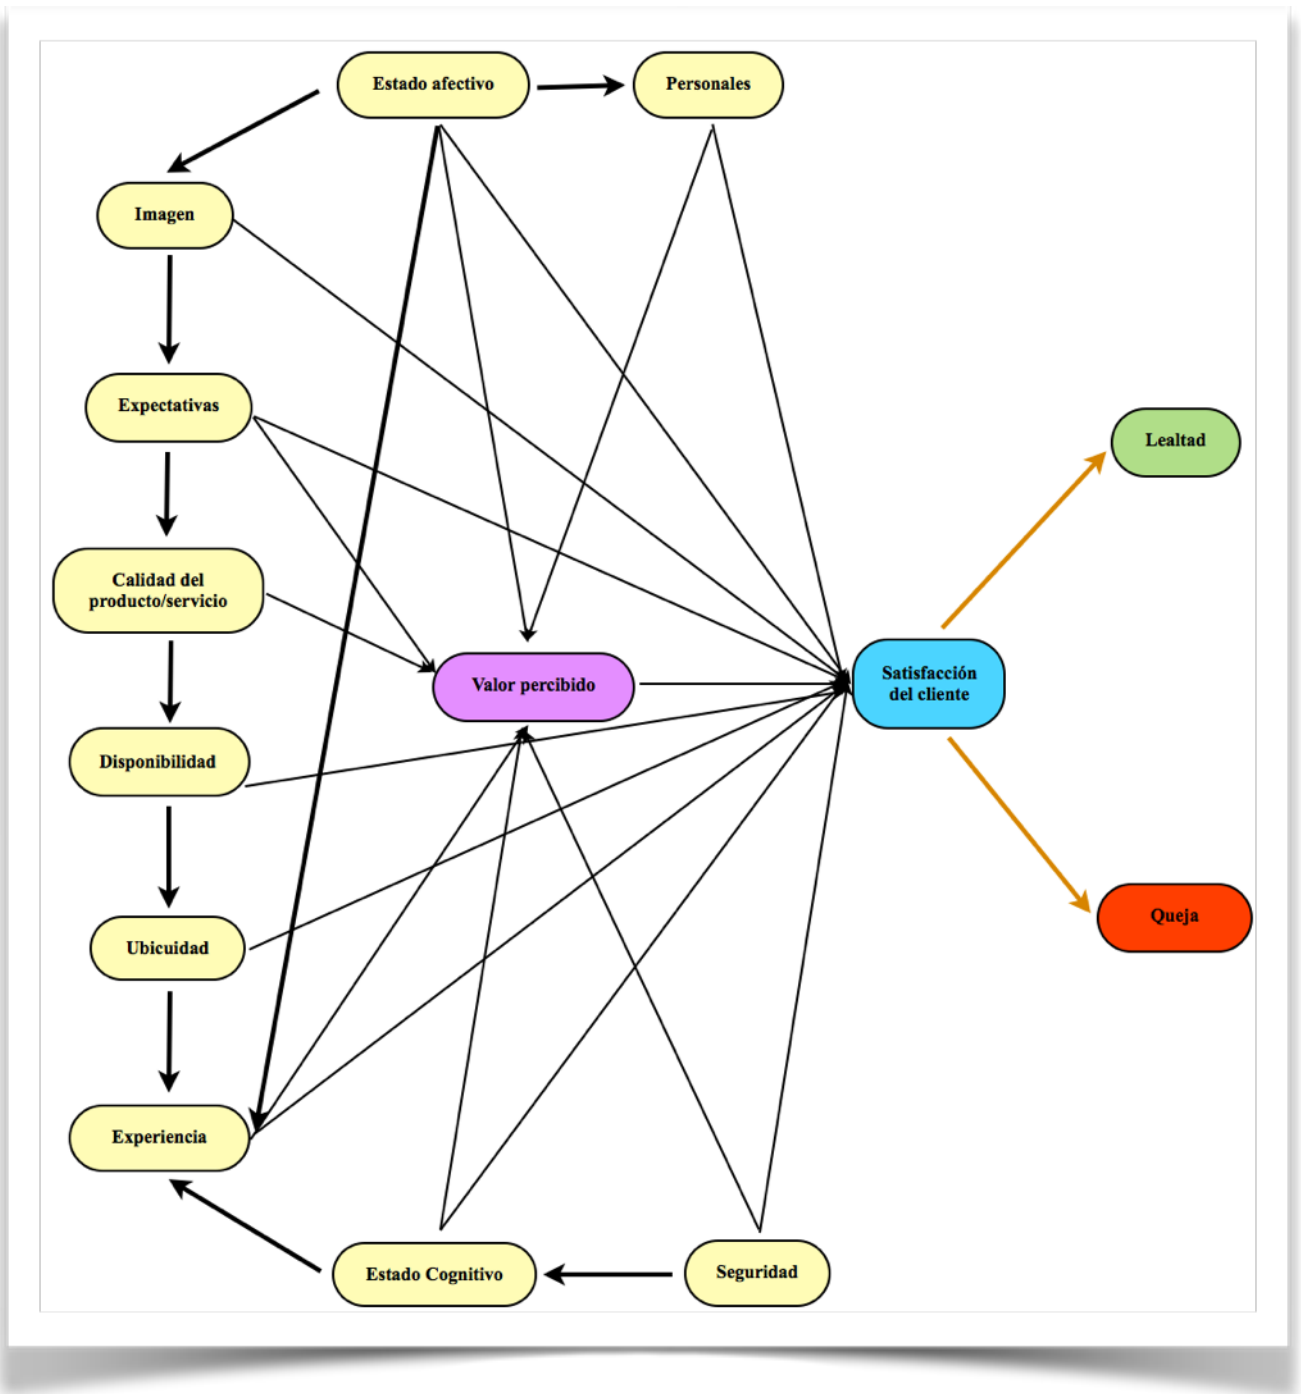 Estado afectivo
Personales
Imagen
Expectativas
Lealtad
Calidad del
producto/servicio
Valor percibido
Satisfacción
del cliente
Disponibilidad
Queja
Ubicuidad
Experiencia
Estado Cognitivo
Seguridad